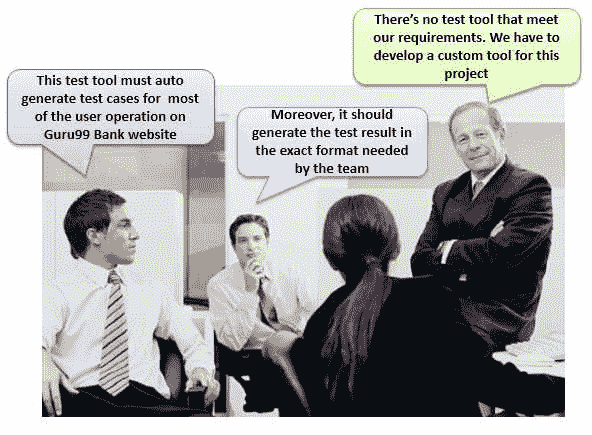 This test tool must auto
generate test cases for most
of the user operation on
Guru99 Bank website
Moreover, it should
generate the test result in
the exact format needed
by the team
There's no test tool that meet
our requirements. We have to
develop a custom tool for this
project